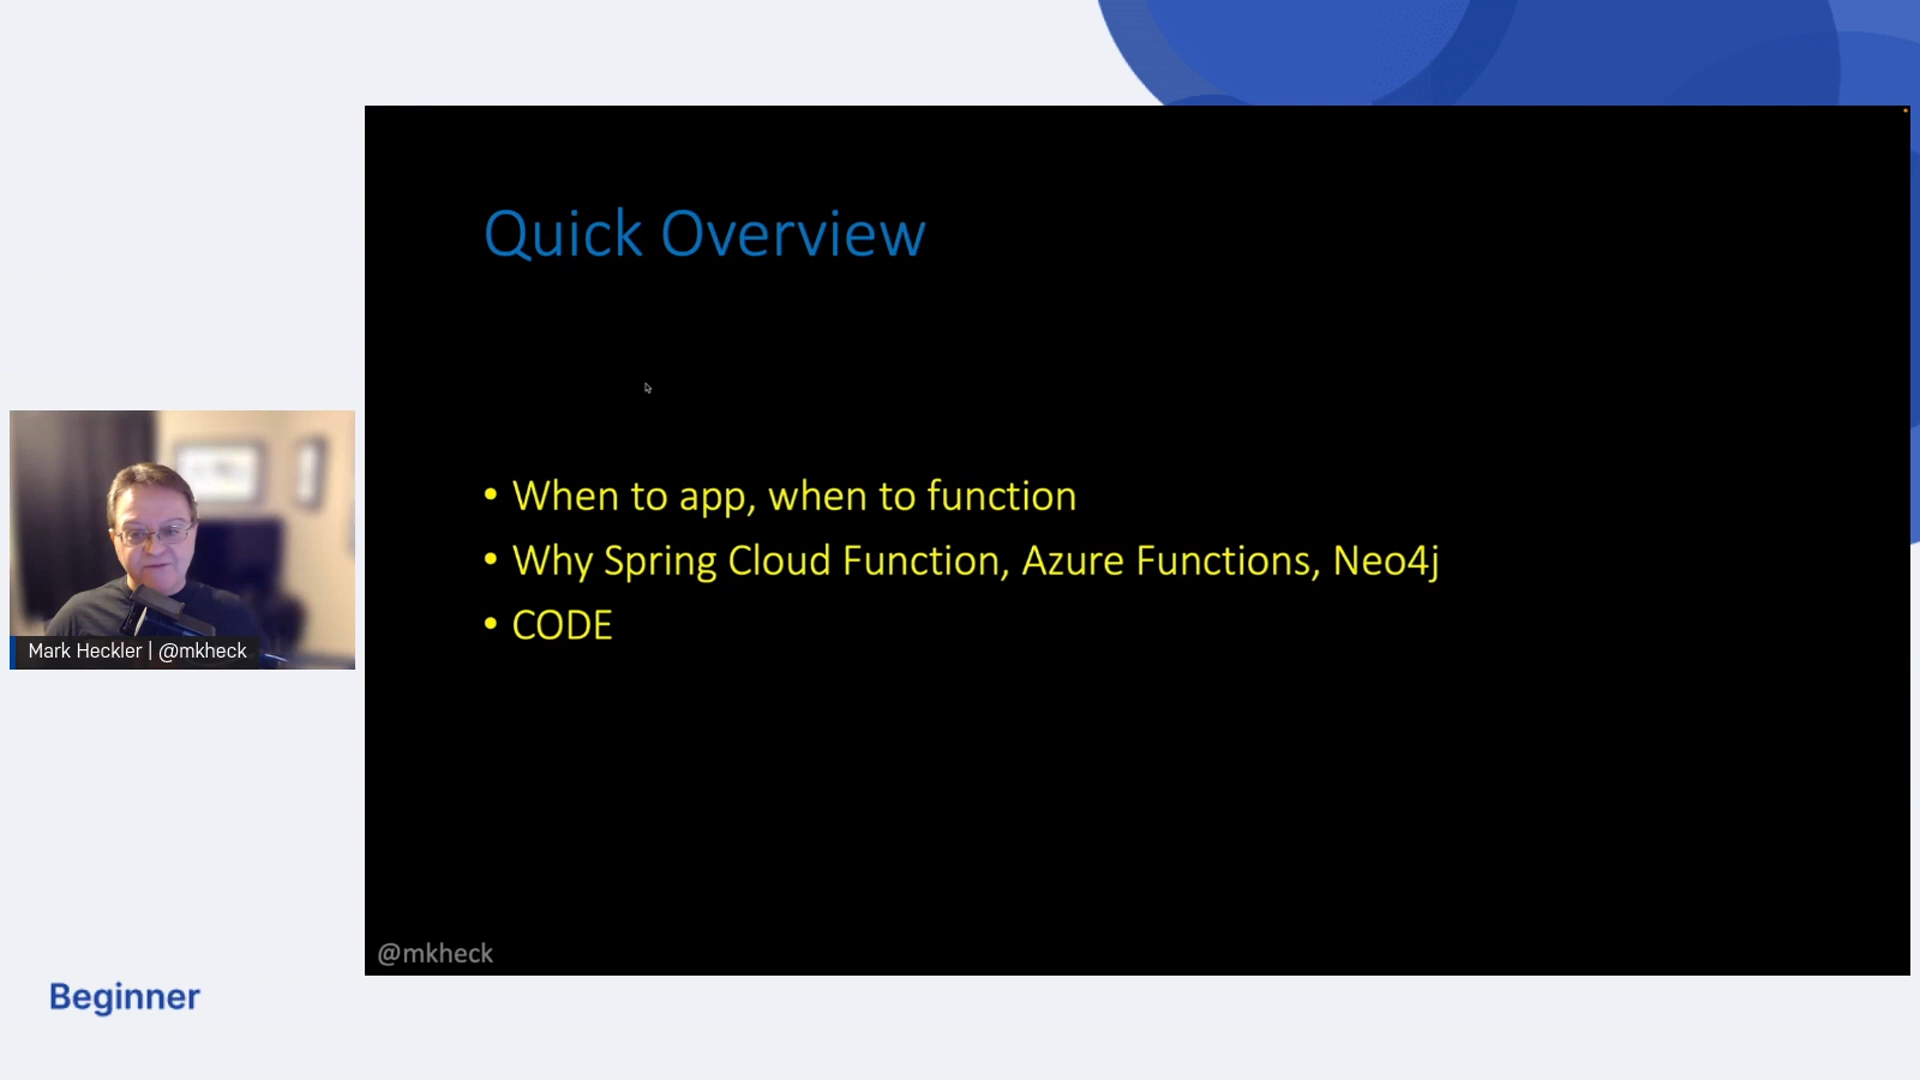 Quick Overview
• When to app, when to function
• Why Spring Cloud Function, Azure Functions, Neo4j
• CODE
Mark Heckler | @mkheck
@mkheck
Beginner